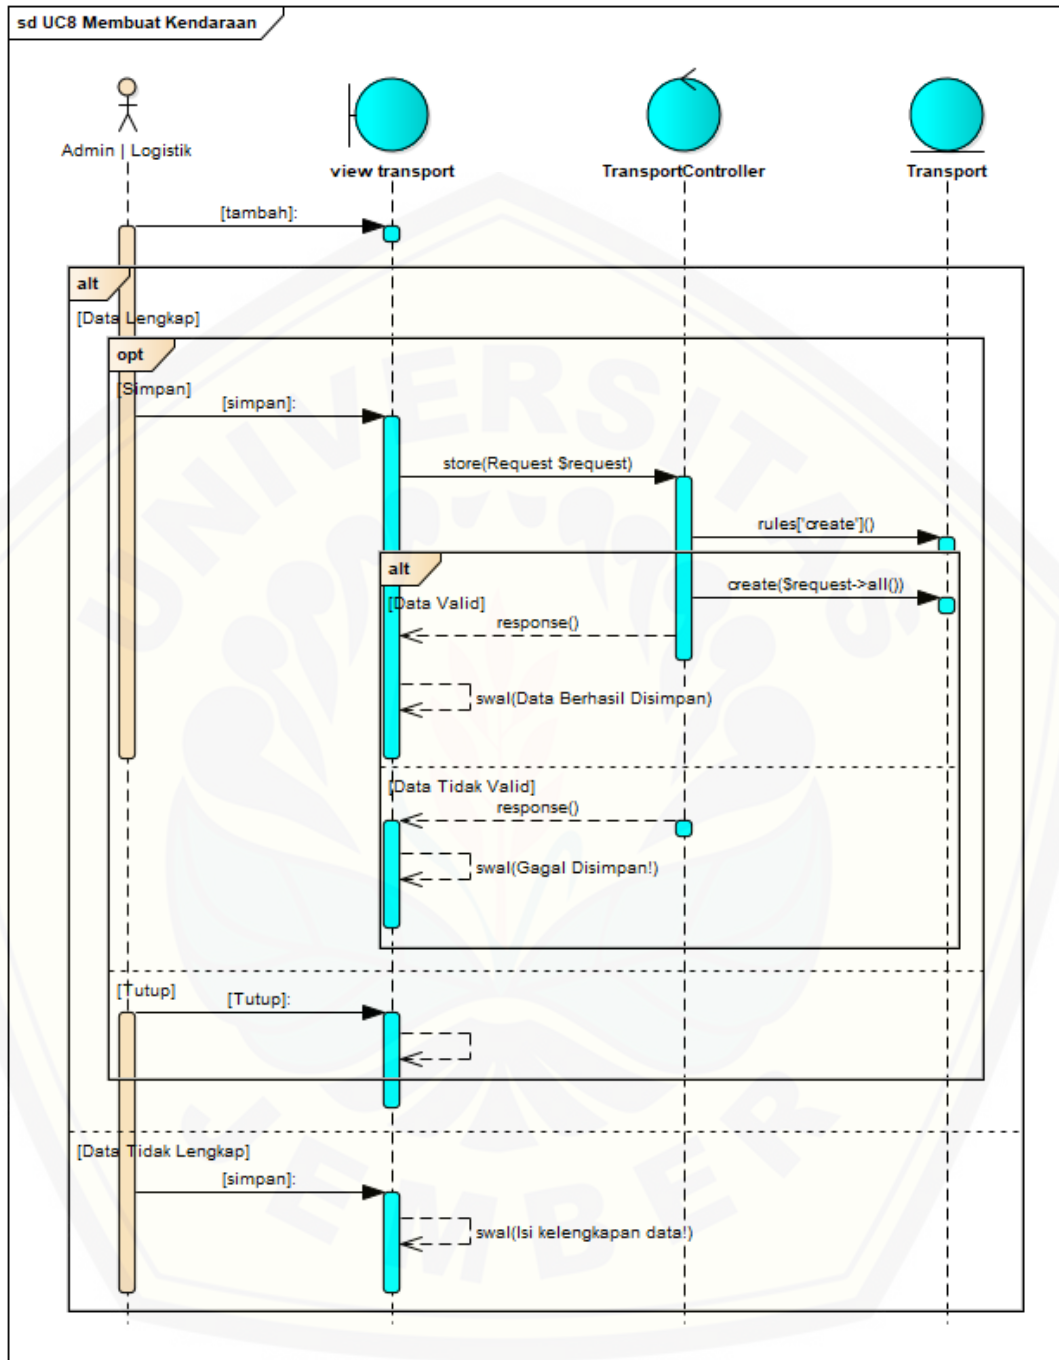 sd UC8 Membuat Kendaraan
Admin | Logistik
view transport
TransportController
Transport
[tambah]:
alt
[Data Lengkap]
opt
[Simpan]
[simpan]:
store(Request $request)
rules['create']()
alt
create($request->all())
[Data Valid]
response()
swal(Data Berhasil Disimpan)
[Data Tidak Valid]
response()
swal(Gagal Disimpan!)
[Tutup]
[Tutup]:
[Data Tidak Lengkap]
[simpan]:
swal(Isi kelengkapan data!)
UNIVERSITAS
JEMBER